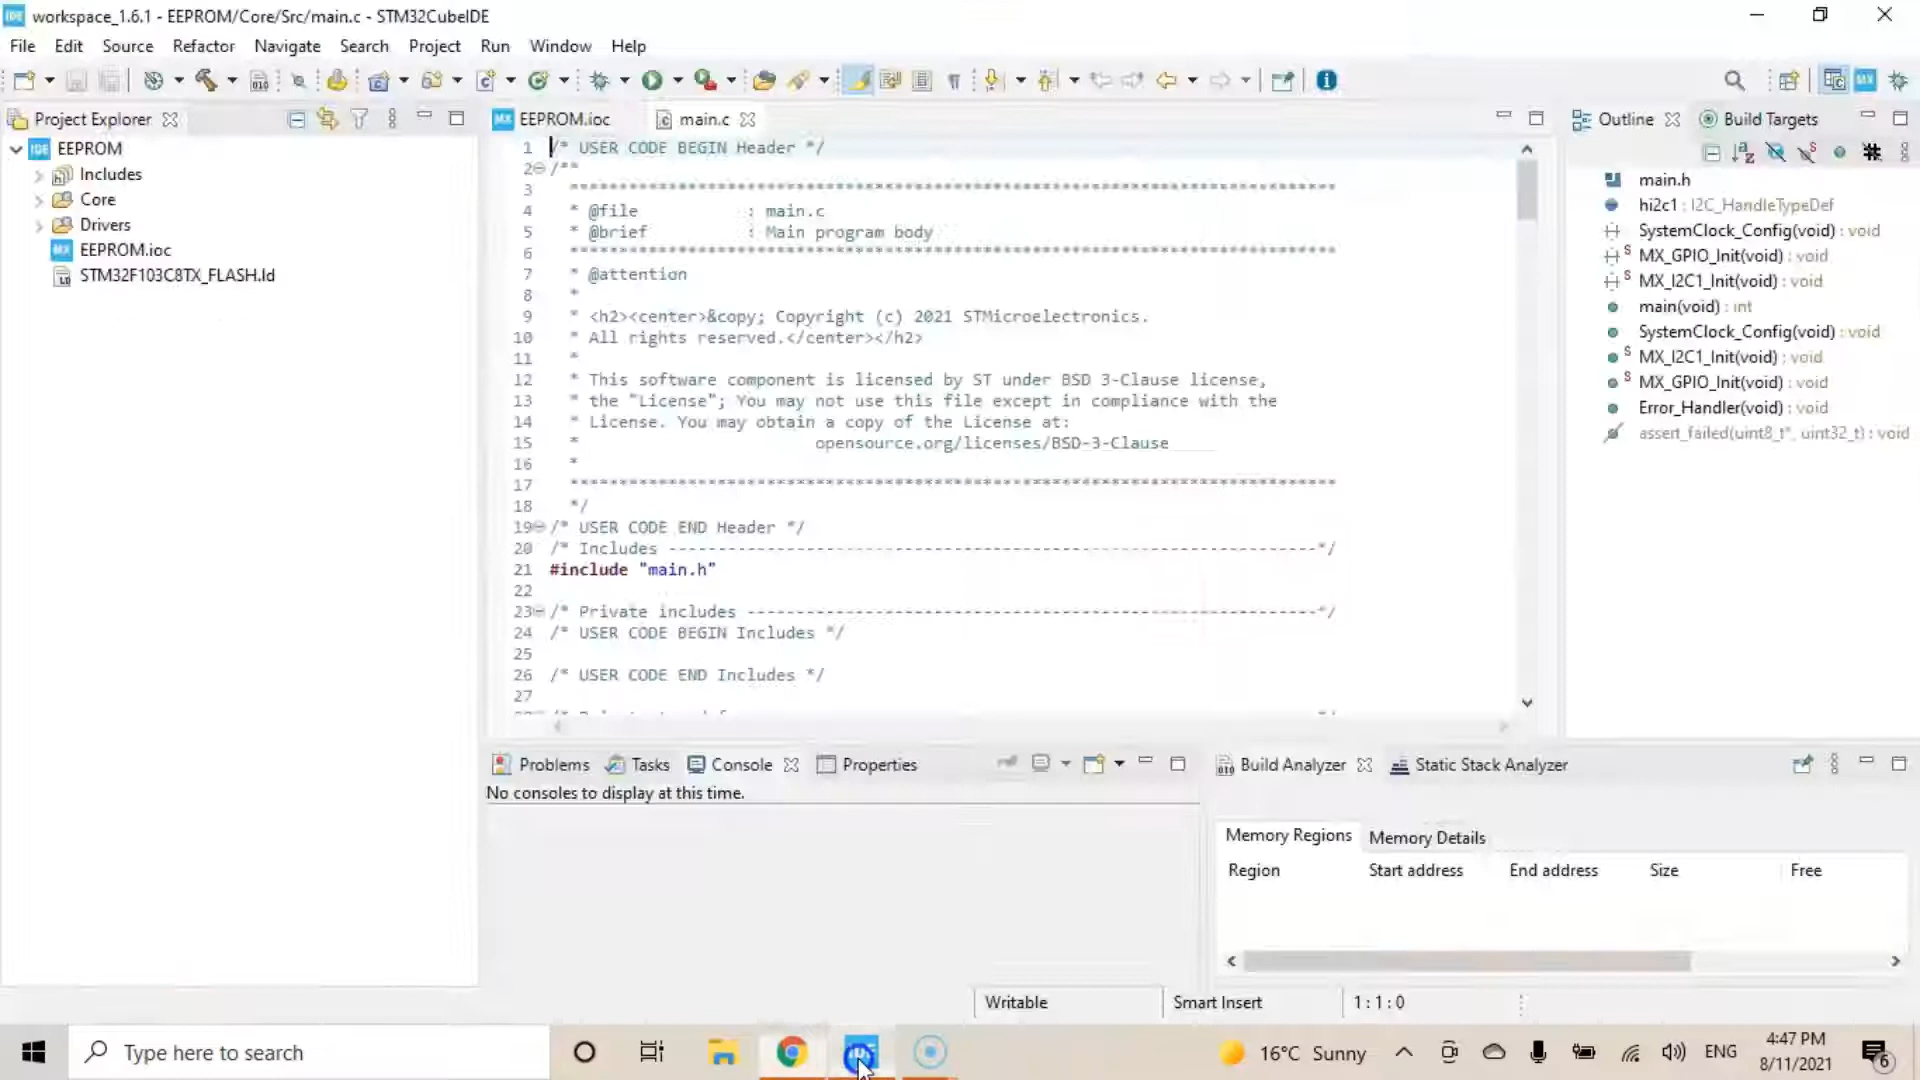 workspace_1.6.1 - EEPROM/Core/Src/main.c - STM32CubeIDE
File Edit Source Refactor Navigate Search Project Run Window Help
Project Explorer
EEPROM
Includes
Core
Drivers
EEPROM.ioc
STM32F103C8TX_FLASH.ld
EEPROM.ioc main.c
1 /* USER CODE BEGIN Header */
2 /**
3 ******************************************************************************
4 * @file : main.c
5 * @brief : Main program body
6 ******************************************************************************
7 * @attention
8 *
9 * <h2><center>&copy; Copyright (c) 2021 STMicroelectronics.
10 * All rights reserved.</center></h2>
11 *
12 * This software component is licensed by ST under BSD 3-Clause license,
13 * the "License"; You may not use this file except in compliance with the
14 * License. You may obtain a copy of the License at:
15 * opensource.org/licenses/BSD-3-Clause
16 *
17 ******************************************************************************
18 */
19 /* USER CODE END Header */
20 /* Includes ------------------------------------------------------------------*/
21 #include "main.h"
22
23 /* Private includes ----------------------------------------------------------*/
24 /* USER CODE BEGIN Includes */
25
26 /* USER CODE END Includes */
27
Outline Build Targets
main.h
hi2c1 : I2C_HandleTypeDef
SystemClock_Config(void) : void
MX_GPIO_Init(void) : void
MX_I2C1_Init(void) : void
main(void) : int
SystemClock_Config(void) : void
MX_I2C1_Init(void) : void
MX_GPIO_Init(void) : void
Error_Handler(void) : void
assert_failed(uint8_t*, uint32_t) : void
Problems Tasks Console Properties
No consoles to display at this time.
Build Analyzer Static Stack Analyzer
Memory Regions Memory Details
Region Start address End address Size Free
Writable Smart Insert 1 : 1 : 0
Type here to search
16°C Sunny
ENG
4:47 PM
8/11/2021
6